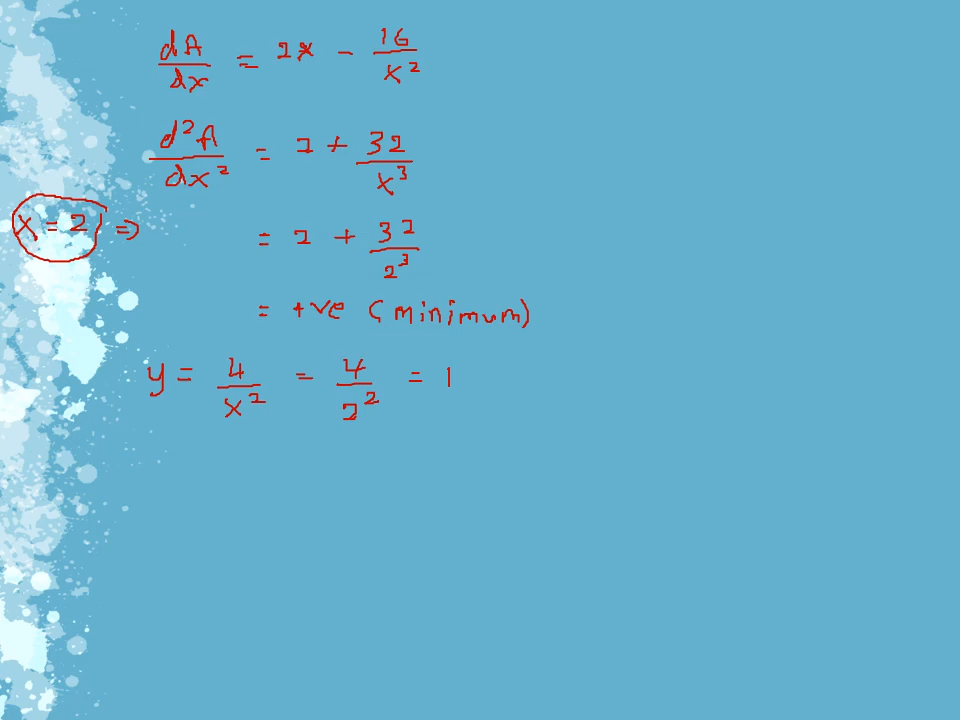 dA/dx = 2x - 16/x²
d²A/dx² = 2 + 32/x³
x = 2 ⇒ = 2 + 32/2³
= +ve (minimum)
y = 4/x² = 4/2² = 1